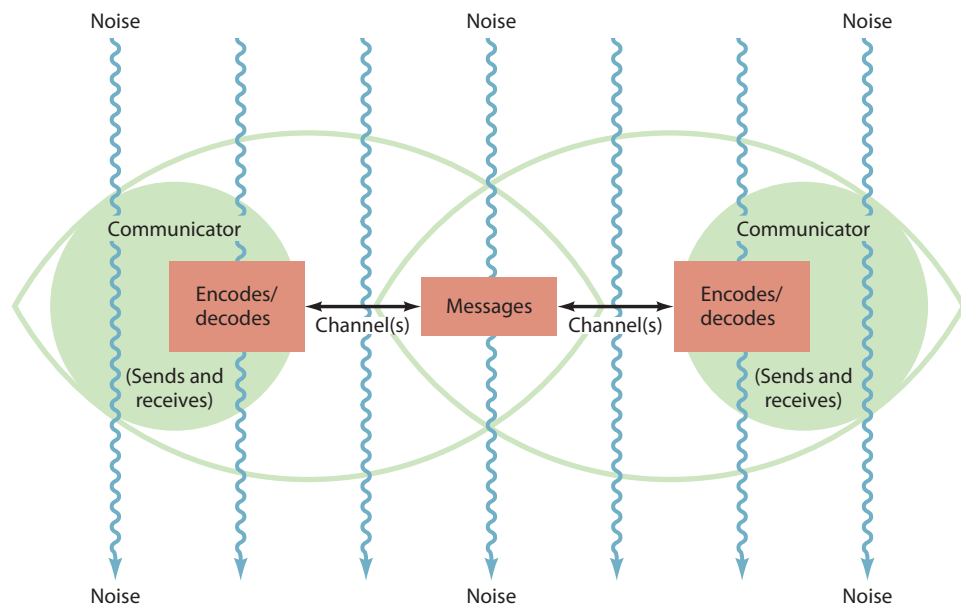 Noise
Noise
Noise
Communicator
Communicator
Encodes/
decodes
Messages
Encodes/
decodes
Channel(s)
Channel(s)
(Sends and
receives)
(Sends and
receives)
Noise
Noise
Noise